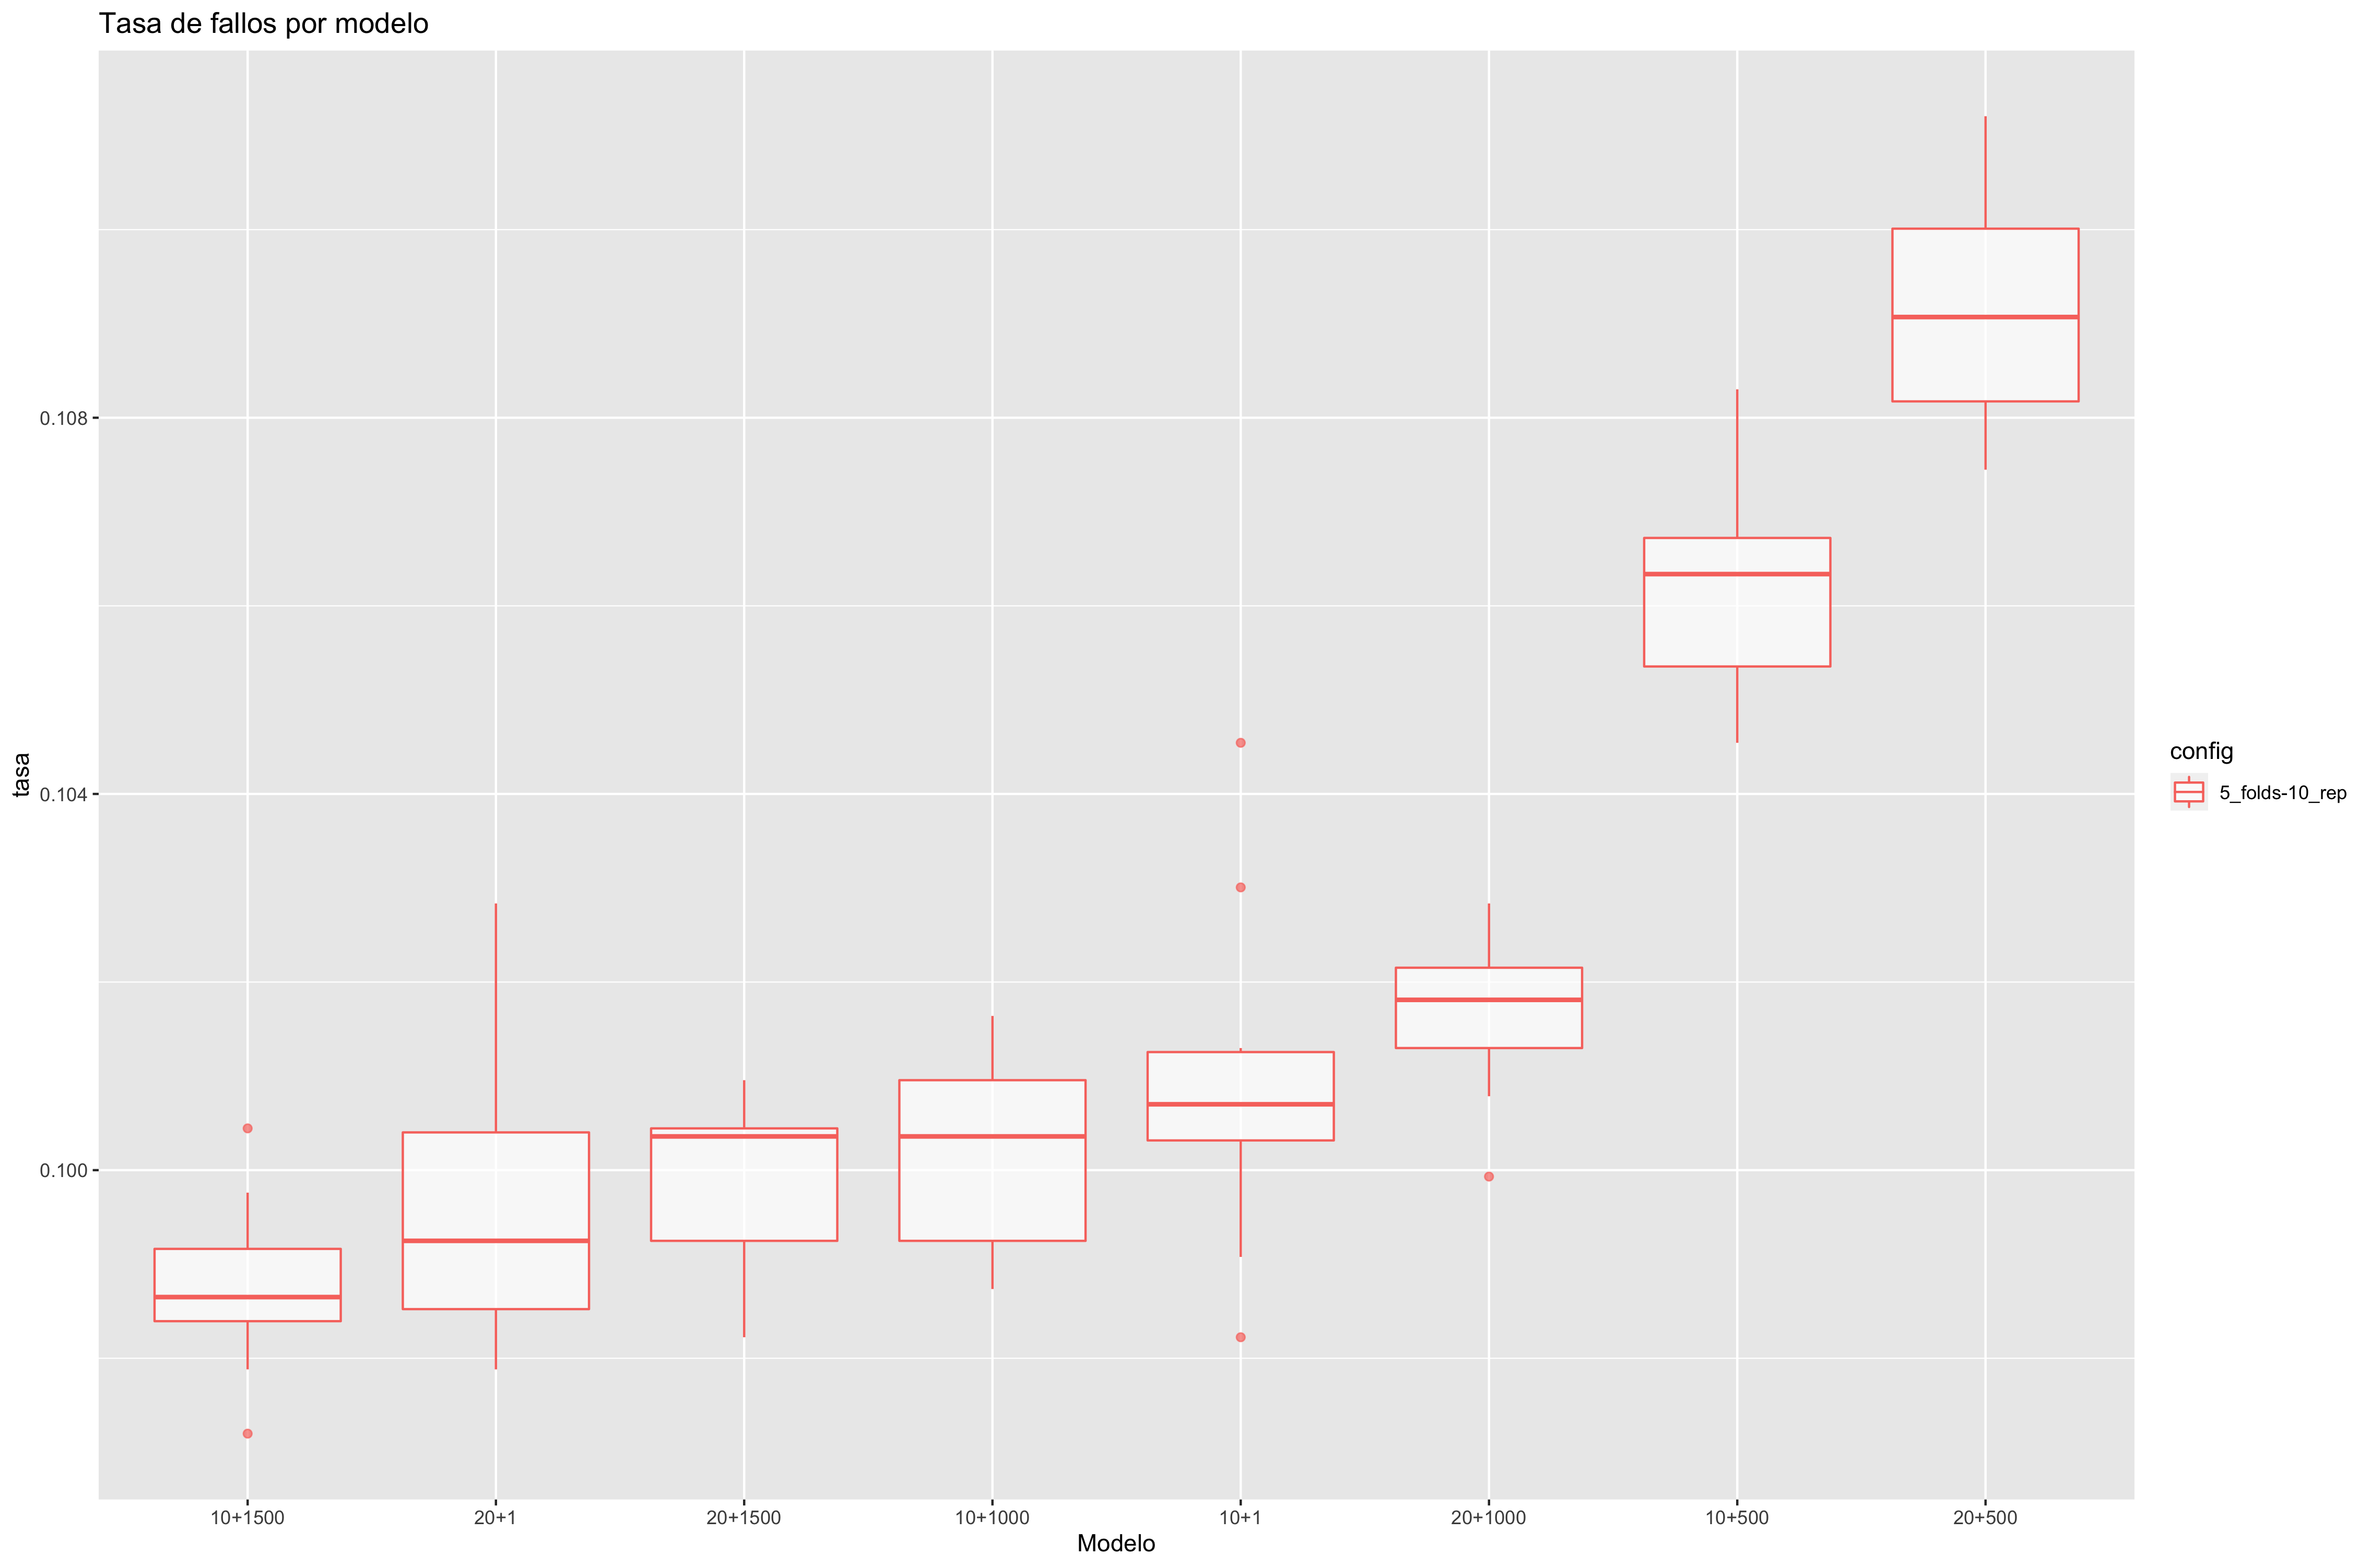 Tasa de fallos por modelo
tasa
0.108
0.104
0.100
10+1500
20+1
20+1500
10+1000
10+1
20+1000
10+500
20+500
Modelo
config
5_folds-10_rep